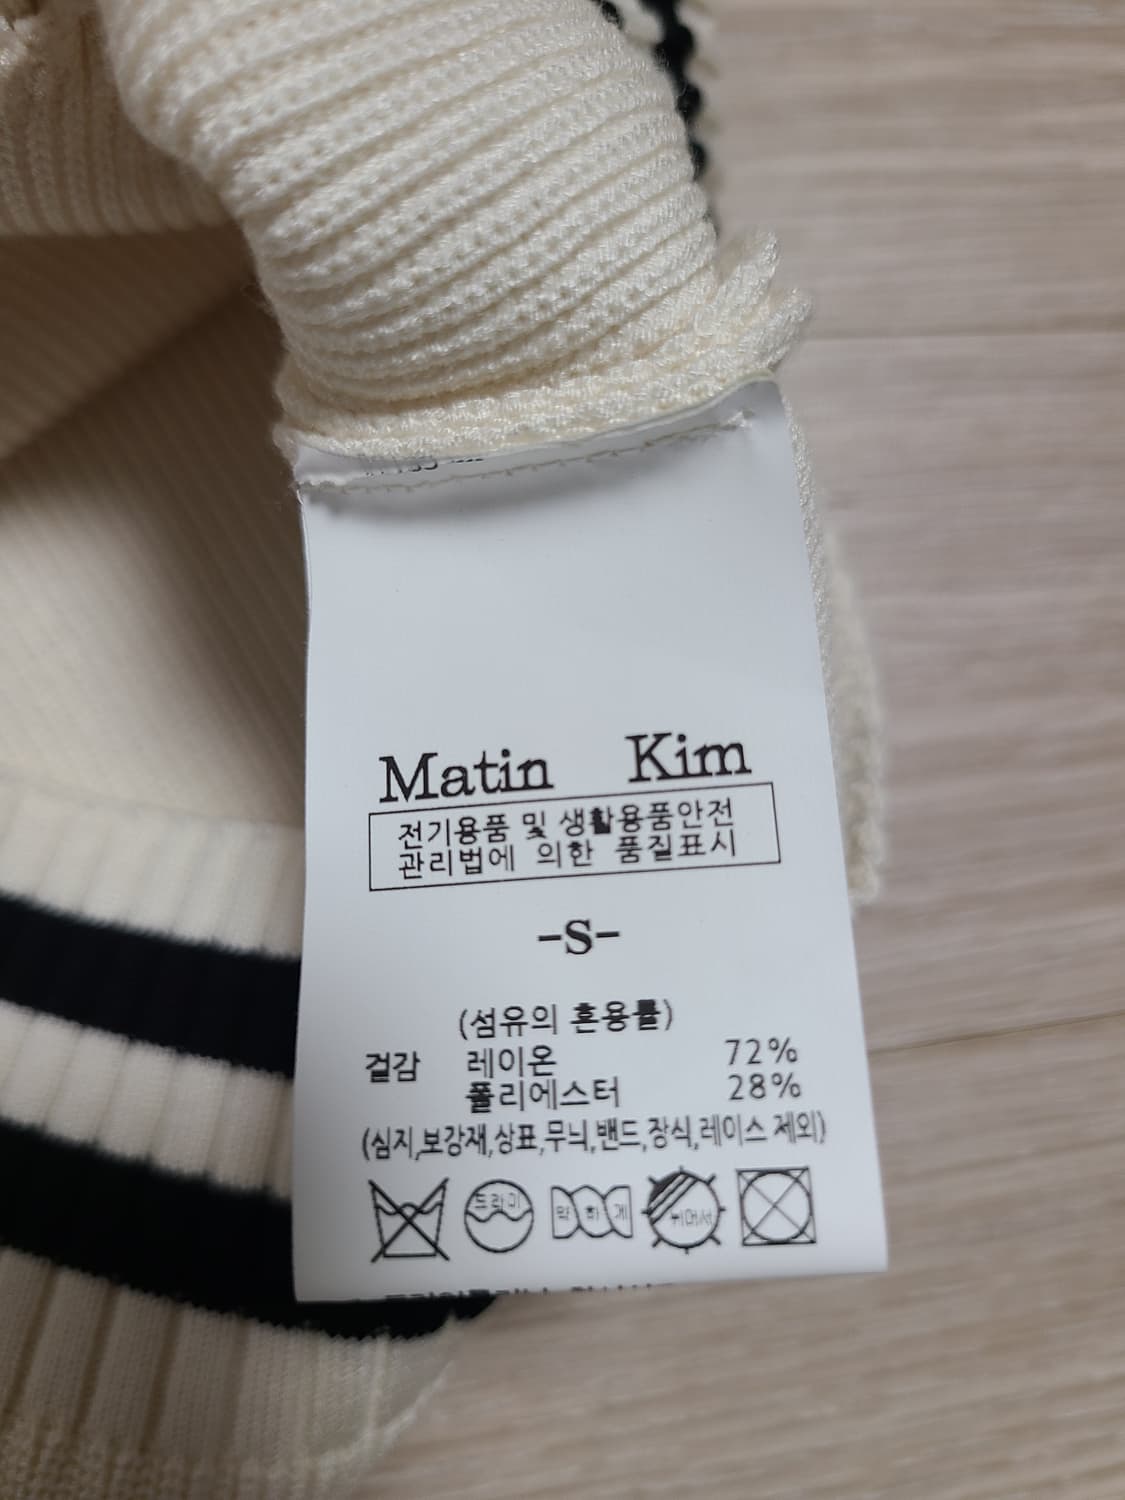 Matin Kim
전기용품 및 생활용품안전
관리법에 의한 품질표시
-S-
(섬유의 혼용률)
겉감 레이온 72%
폴리에스터 28%
(심지,보강재,상표,무늬,밴드,장식,레이스 제외)
드라이 약하게 뉘어서